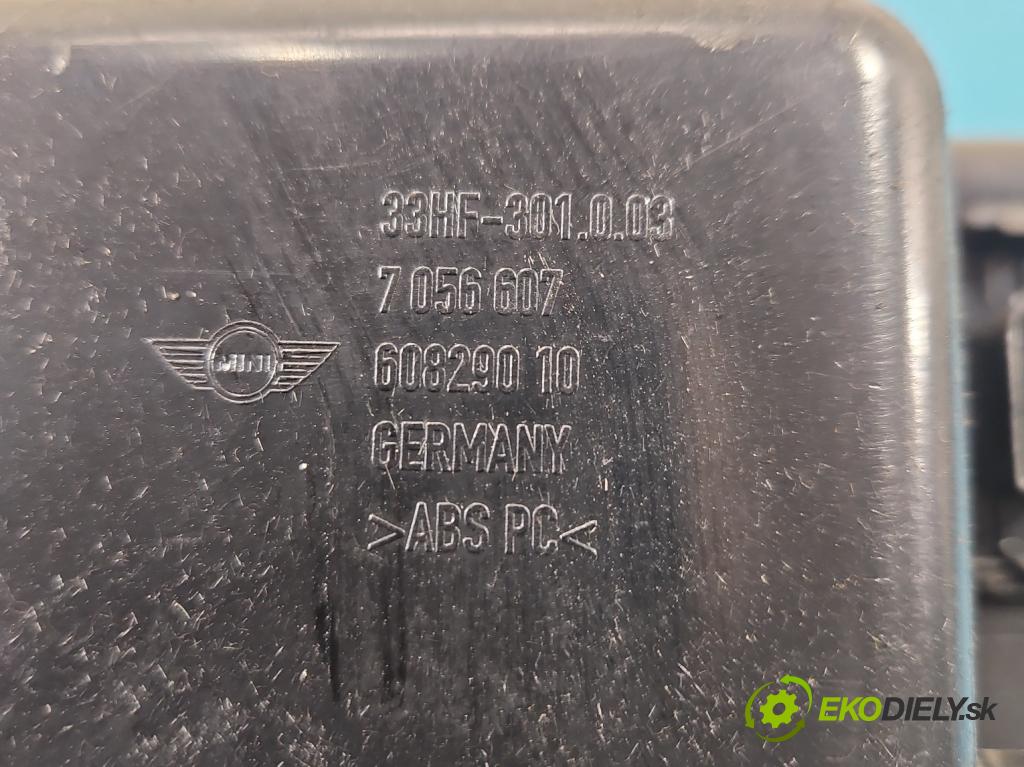 33HF-301.0.03
7 056 607
MINI
608290 10
GERMANY
>ABS PC<
EKODIELY.sk